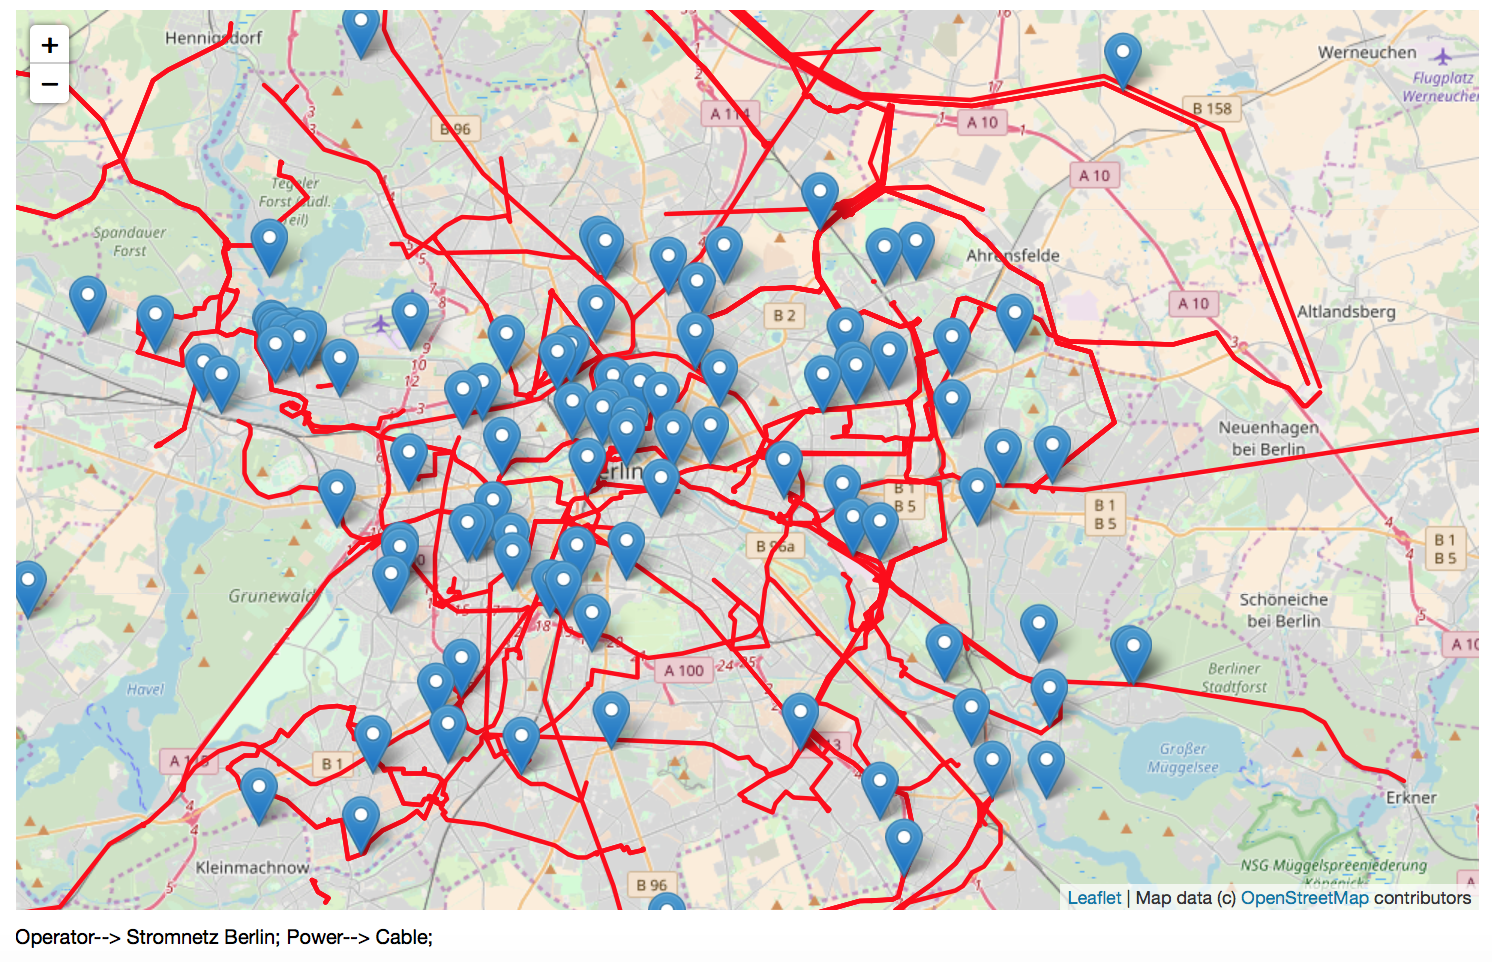 +
−
Hennigsdorf
Werneuchen
Flugplatz
Werneuchen
A 114
B 96
A 10
B 158
A 10
Tegeler
Forst (südl.
Teil)
Spandauer
Forst
Ahrensfelde
B 2
A 10
Altlandsberg
Neuenhagen
bei Berlin
B 1
B 5
B 1
B 5
B 1
B 5
B 96a
Grunewald
Schöneiche
bei Berlin
A 100
A 10
Berliner
Stadtforst
Havel
A 115
B 1
Großer
Müggelsee
Erkner
Kleinmachnow
B 96
NSG Müggelspreeniederung
Köpenick
Leaflet | Map data (c) OpenStreetMap contributors
Operator--> Stromnetz Berlin; Power--> Cable;